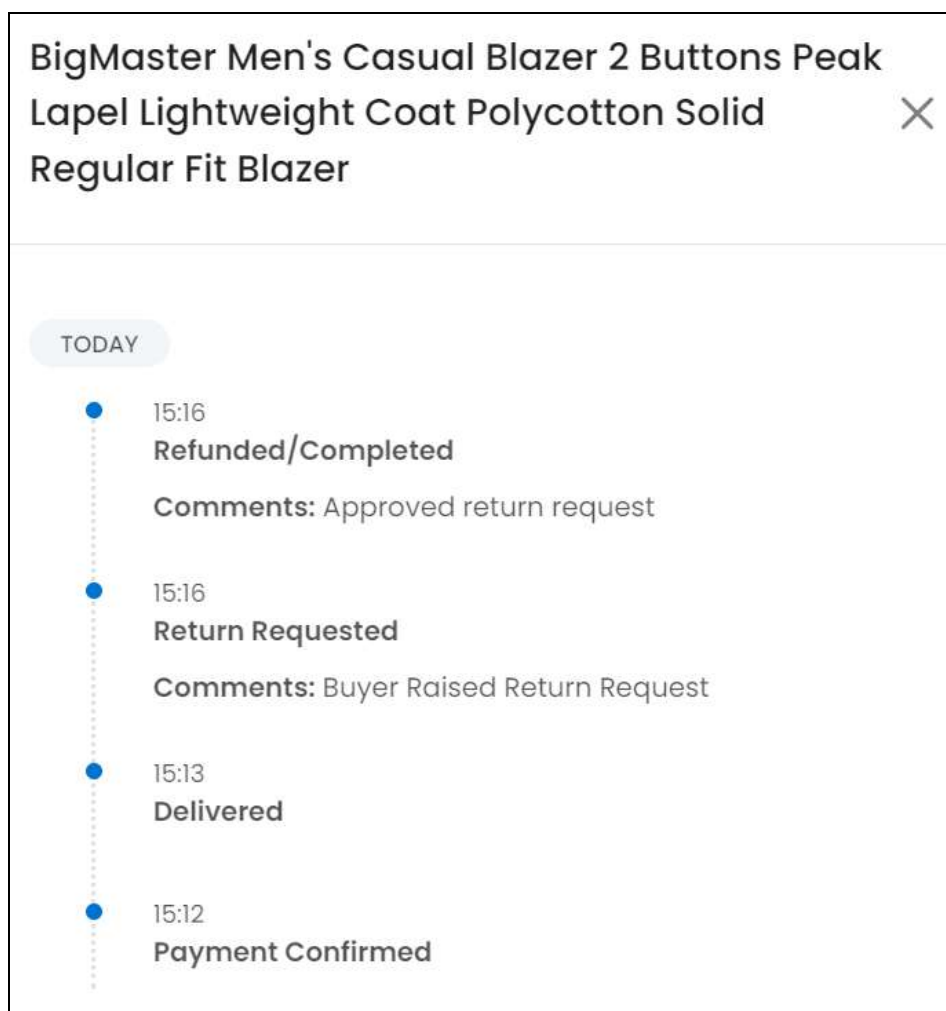 BigMaster Men's Casual Blazer 2 Buttons Peak
Lapel Lightweight Coat Polycotton Solid
Regular Fit Blazer
TODAY
15:16
Refunded/Completed
Comments: Approved return request
15:16
Return Requested
Comments: Buyer Raised Return Request
15:13
Delivered
15:12
Payment Confirmed